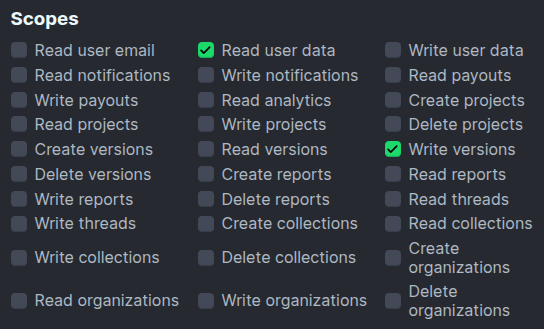 Scopes
Read user email Read user data Write user data
Read notifications Write notifications Read payouts
Write payouts Read analytics Create projects
Read projects Write projects Delete projects
Create versions Read versions Write versions
Delete versions Create reports Read reports
Write reports Delete reports Read threads
Write threads Create collections Read collections
Write collections Delete collections Create
organizations
Read organizations Write organizations Delete
organizations